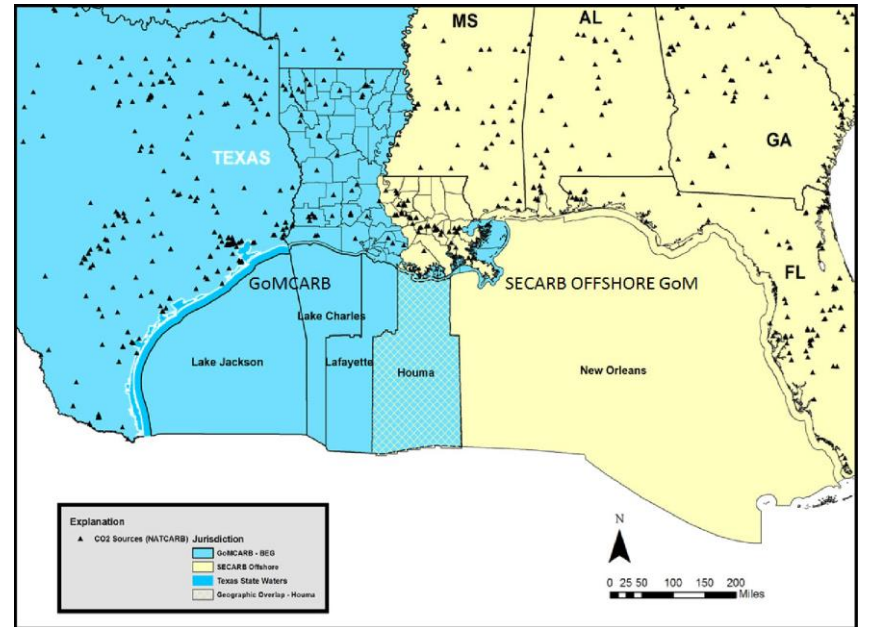 MS
AL
GA
TEXAS
FL
GoMCARB
SECARB OFFSHORE GoM
Lake Charles
Lake Jackson
Lafayette
Houma
New Orleans
Explanation
CO2 Sources (NATCARB)
Jurisdiction
GoMCARB - BEG
SECARB Offshore
Texas State Waters
Geographic Overlap - Houma
N
0 25 50 100 150 200
Miles